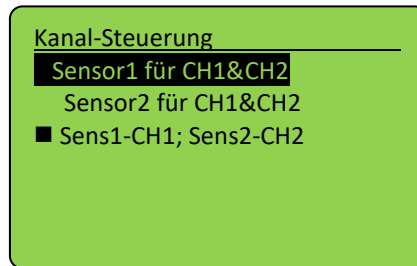 Kanal-Steuerung
Sensor1 für CH1&CH2
Sensor2 für CH1&CH2
■ Sens1-CH1; Sens2-CH2